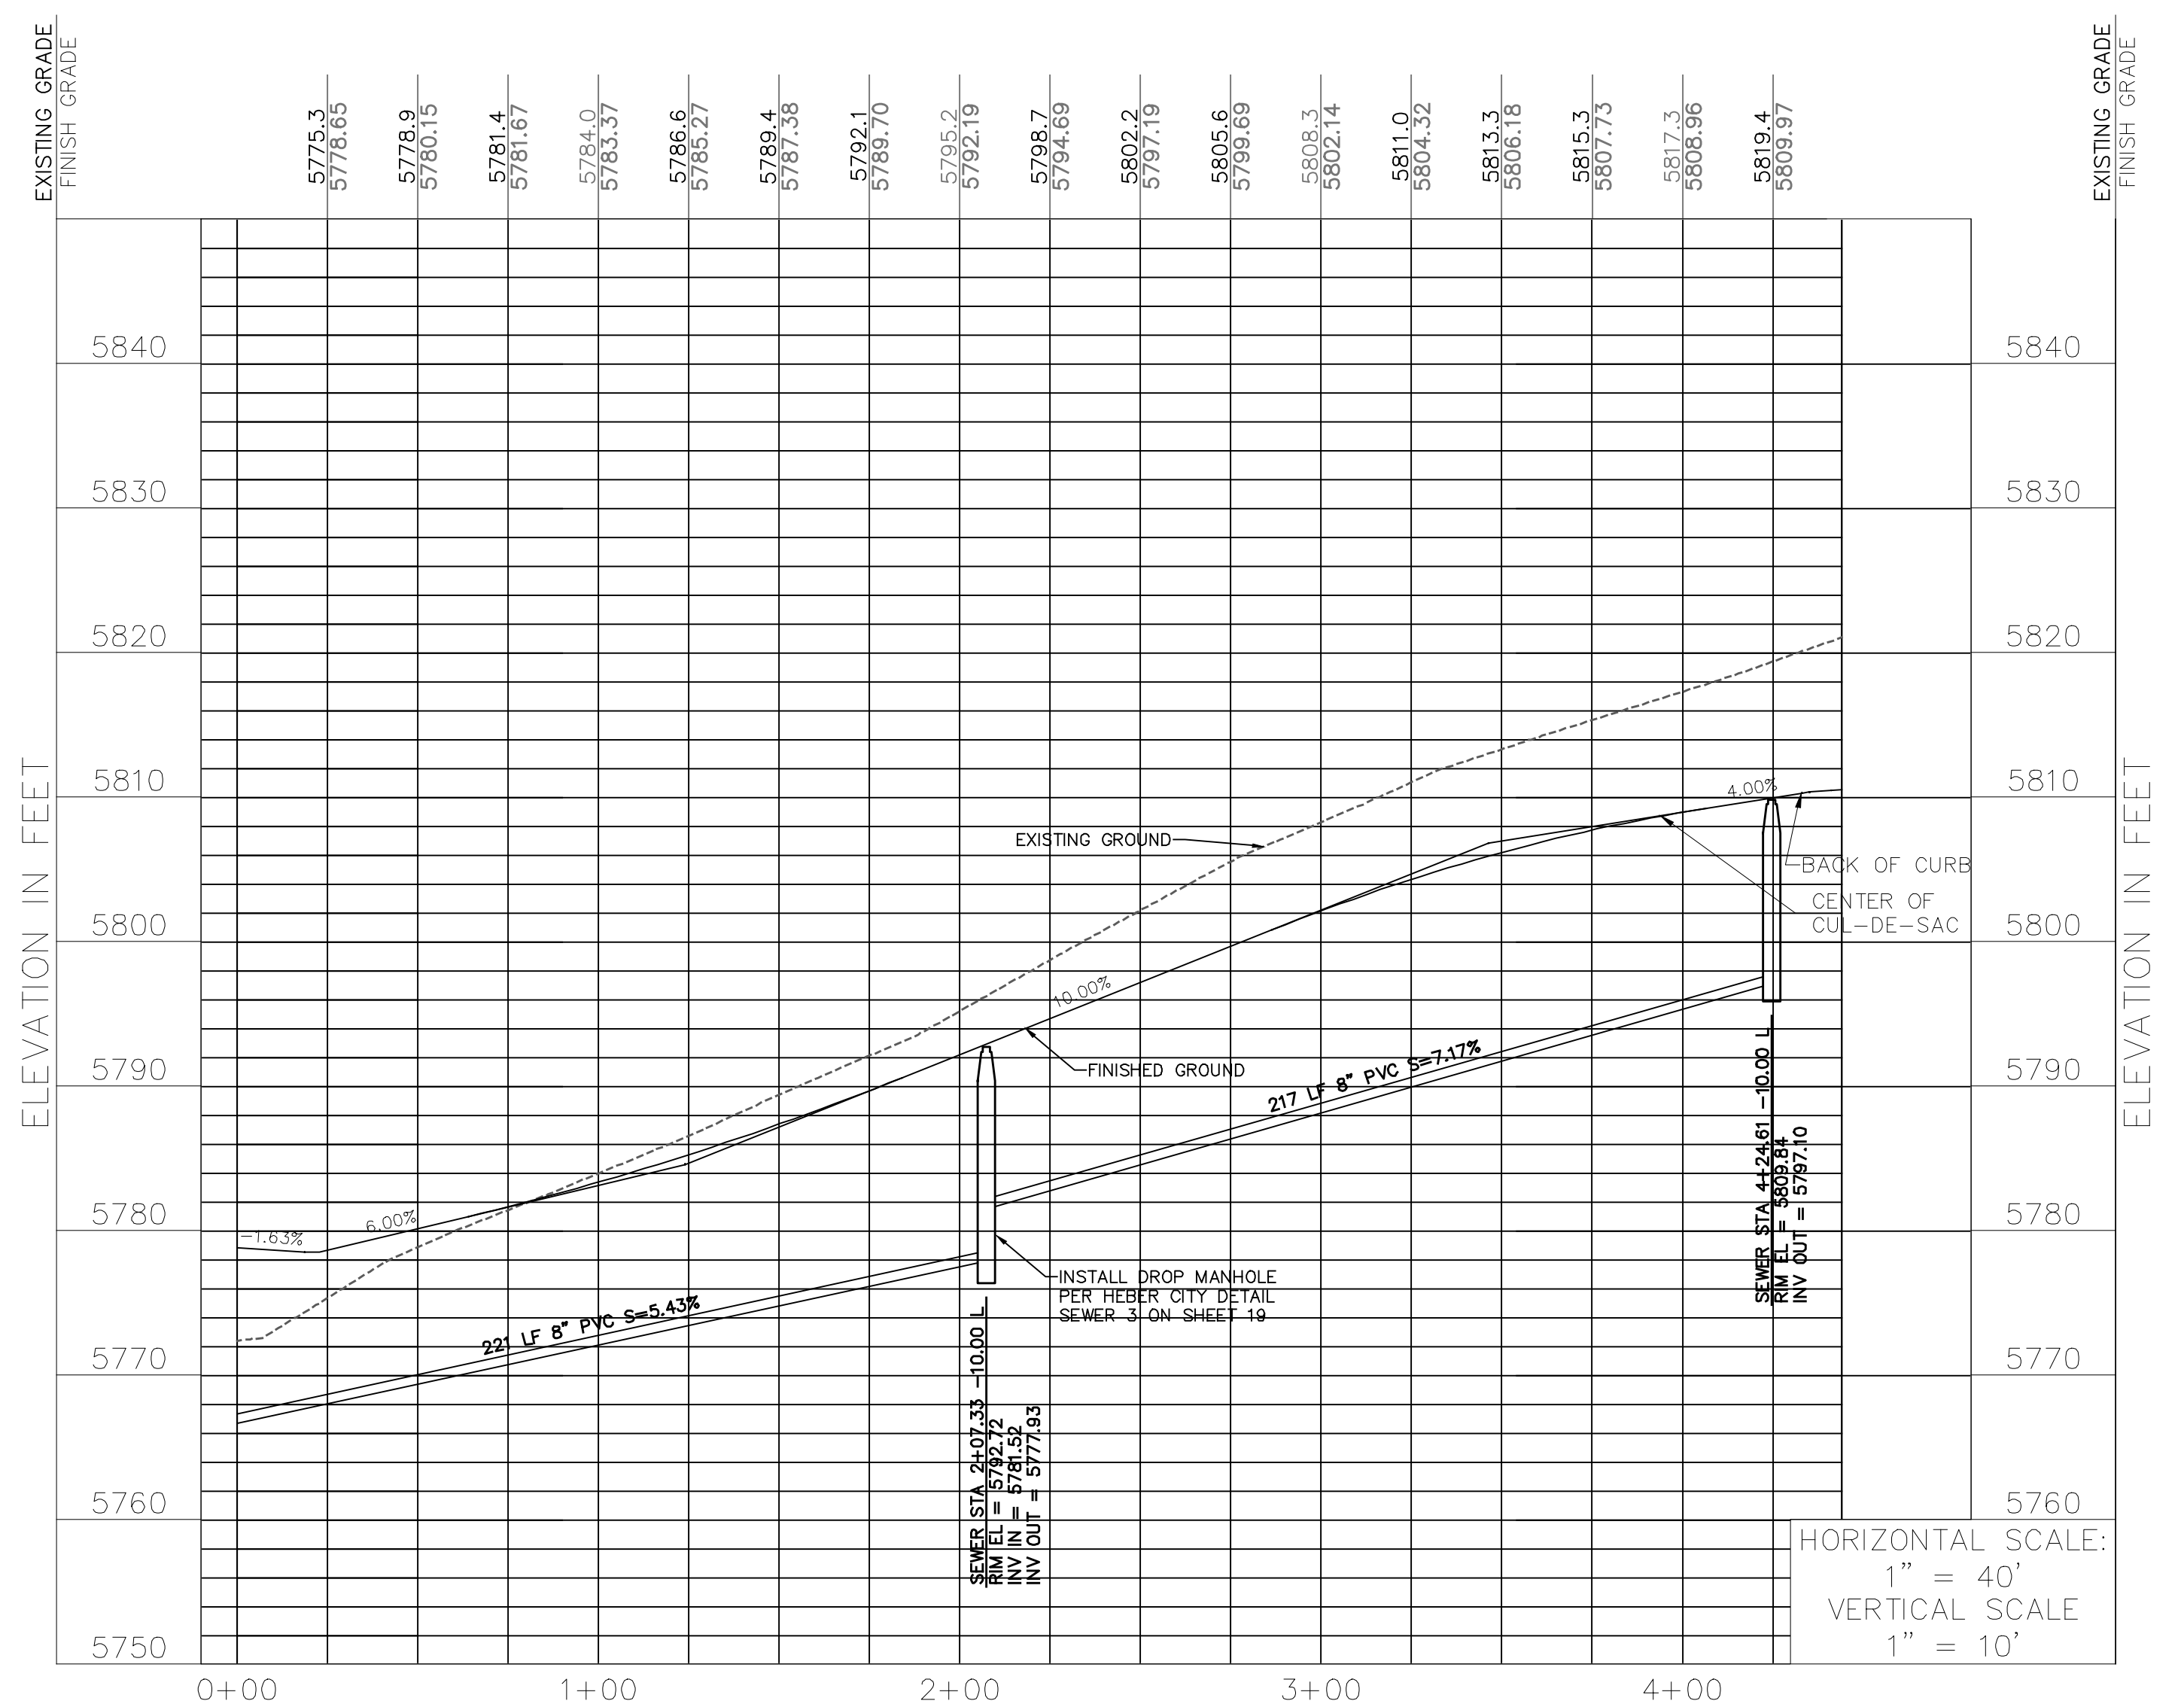 EXISTING GRADE
FINISH GRADE
5775.3
5778.65
5778.9
5780.15
5781.4
5781.67
5784.0
5783.37
5786.6
5785.27
5789.4
5787.38
5792.1
5789.70
5795.2
5792.19
5798.7
5794.69
5802.2
5797.19
5805.6
5799.69
5808.3
5802.14
5811.0
5804.32
5813.3
5806.18
5815.3
5807.73
5817.3
5808.96
5819.4
5809.97
EXISTING GRADE
FINISH GRADE
ELEVATION IN FEET
5840
5830
5820
5810
5800
5790
5780
5770
5760
5750
EXISTING GROUND
4.00%
BACK OF CURB
CENTER OF
CUL-DE-SAC
10.00%
FINISHED GROUND
217 LF 8" PVC S=7.17%
-1.63%
6.00%
221 LF 8" PVC S=5.43%
INSTALL DROP MANHOLE
PER HEBER CITY DETAIL
SEWER 3 ON SHEET 19
SEWER STA 2+07.33 -10.00 L
RIM EL = 5792.72
INV IN = 5781.52
INV OUT = 5777.93
SEWER STA 4+24.61 -10.00 L
RIM EL = 5809.84
INV OUT = 5797.10
5840
5830
5820
5810
5800
5790
5780
5770
5760
ELEVATION IN FEET
HORIZONTAL SCALE:
1" = 40'
VERTICAL SCALE
1" = 10'
0+00
1+00
2+00
3+00
4+00